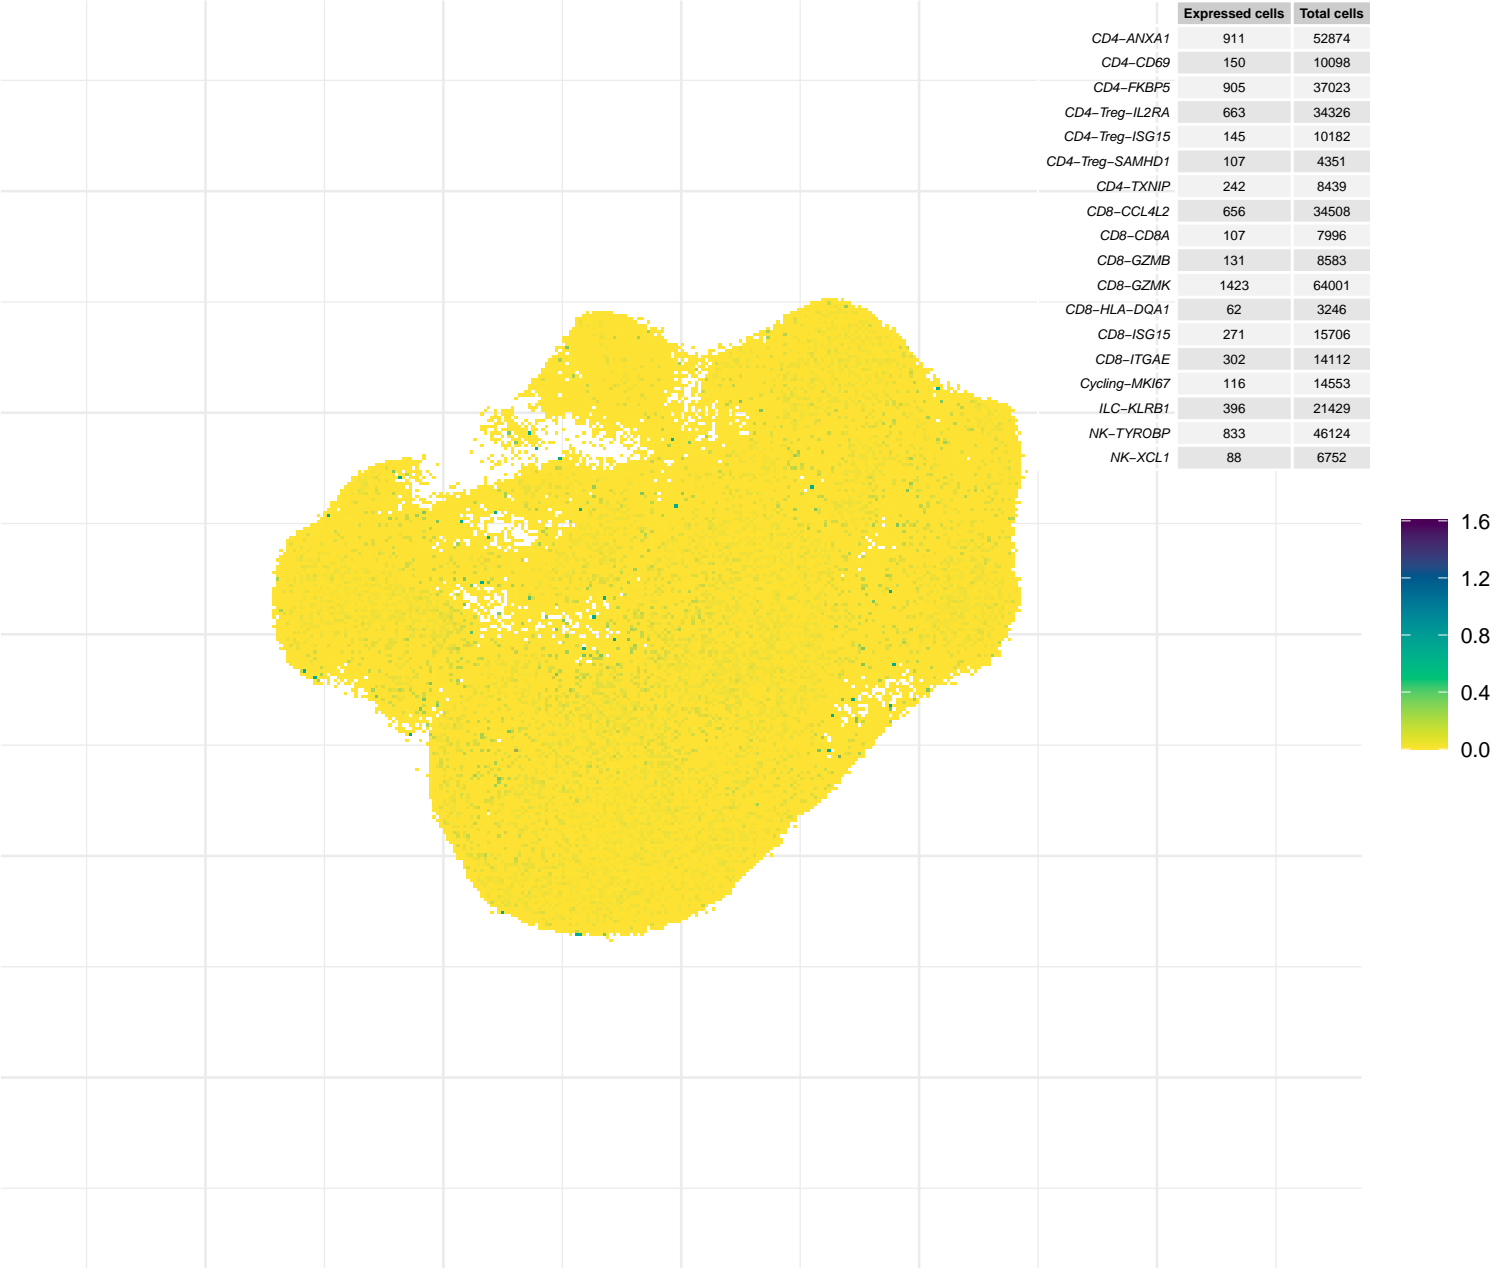 Expressed cells Total cells
CD4−ANXA1 911 52874
CD4−CD69 150 10098
CD4−FKBP5 905 37023
CD4−Treg−IL2RA 663 34326
CD4−Treg−ISG15 145 10182
CD4−Treg−SAMHD1 107 4351
CD4−TXNIP 242 8439
CD8−CCL4L2 656 34508
CD8−CD8A 107 7996
CD8−GZMB 131 8583
CD8−GZMK 1423 64001
CD8−HLA−DQA1 62 3246
CD8−ISG15 271 15706
CD8−ITGAE 302 14112
Cycling−MKI67 116 14553
ILC−KLRB1 396 21429
NK−TYROBP 833 46124
NK−XCL1 88 6752
1.6
1.2
0.8
0.4
0.0